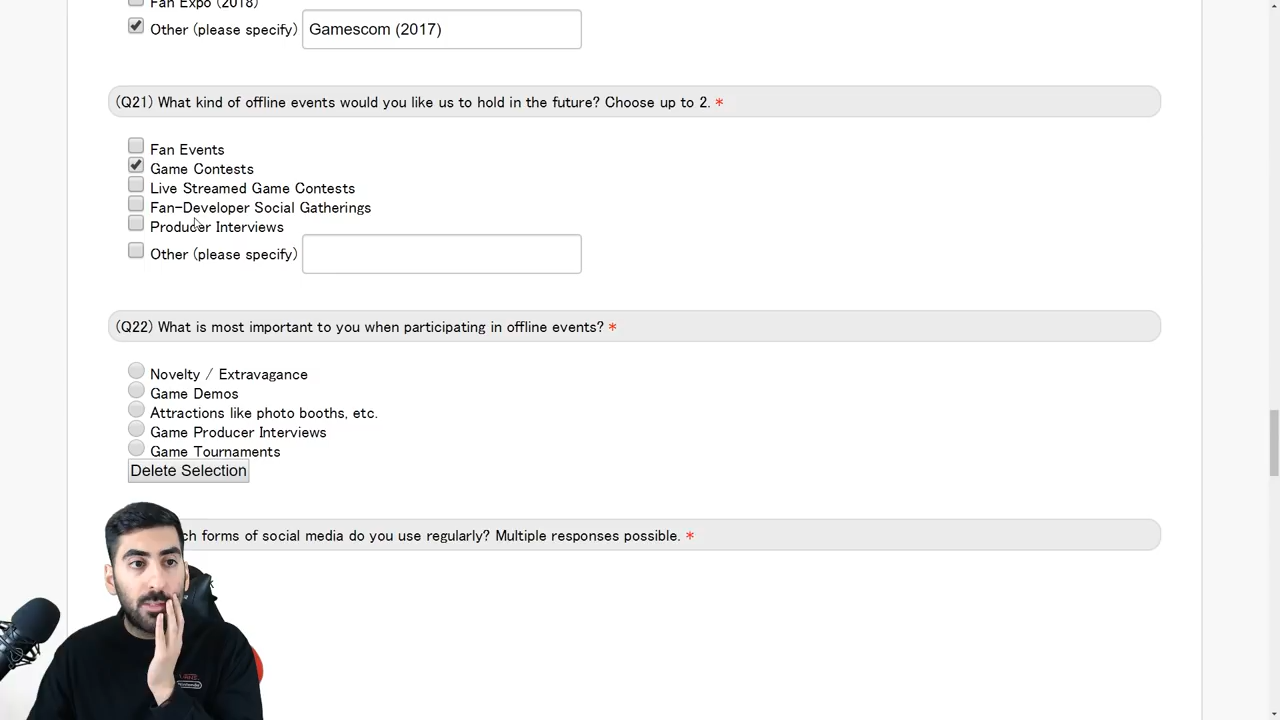 Fan Expo (2018)
Other (please specify) Gamescom (2017)
(Q21) What kind of offline events would you like us to hold in the future? Choose up to 2. *
Fan Events
Game Contests
Live Streamed Game Contests
Fan-Developer Social Gatherings
Producer Interviews
Other (please specify)
(Q22) What is most important to you when participating in offline events? *
Novelty / Extravagance
Game Demos
Attractions like photo booths, etc.
Game Producer Interviews
Game Tournaments
Delete Selection
forms of social media do you use regularly? Multiple responses possible. *